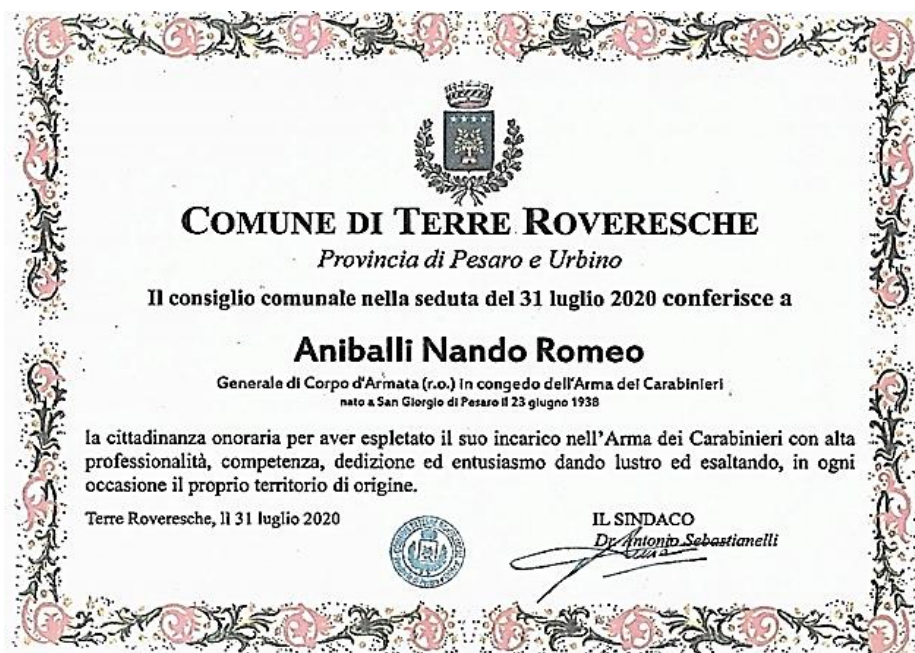 COMUNE DI TERRE ROVERESCHE
Provincia di Pesaro e Urbino
Il consiglio comunale nella seduta del 31 luglio 2020 conferisce a
Aniballi Nando Romeo
Generale di Corpo d'Armata (r.o.) in congedo dell'Arma dei Carabinieri
nato a San Giorgio di Pesaro il 23 giugno 1938
la cittadinanza onoraria per aver espletato il suo incarico nell'Arma dei Carabinieri con alta
professionalità, competenza, dedizione ed entusiasmo dando lustro ed esaltando, in ogni
occasione il proprio territorio di origine.
Terre Roveresche, lì 31 luglio 2020
IL SINDACO
Dr. Antonio Sebastianelli